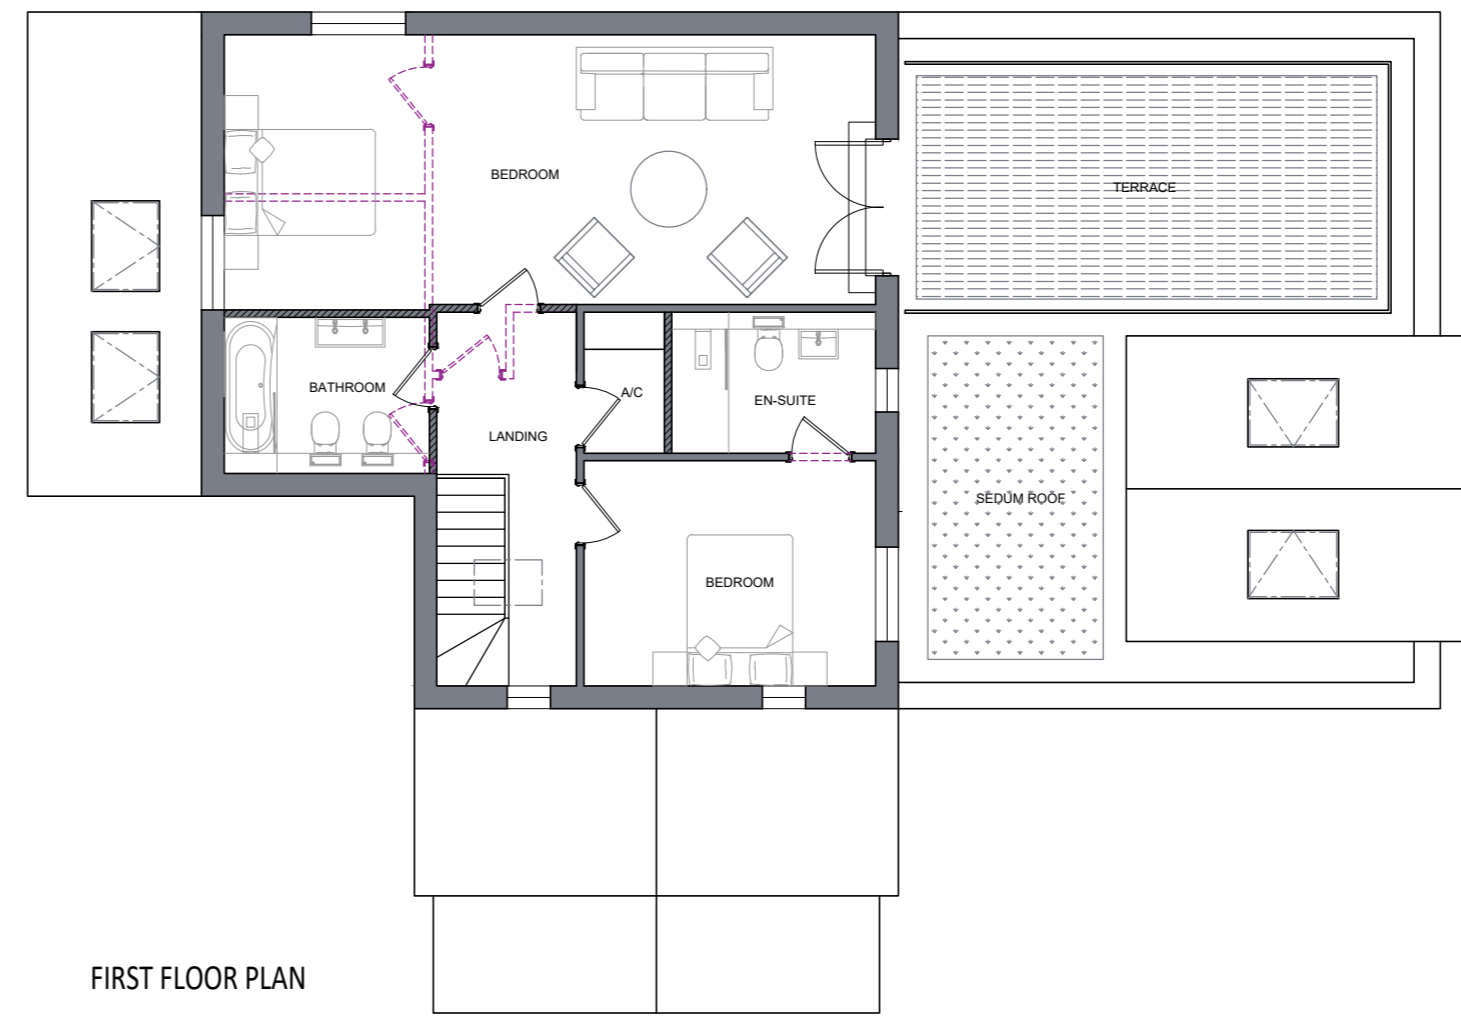 BEDROOM
TERRACE
BATHROOM
A/C
EN-SUITE
LANDING
SEDUM ROOF
BEDROOM
FIRST FLOOR PLAN